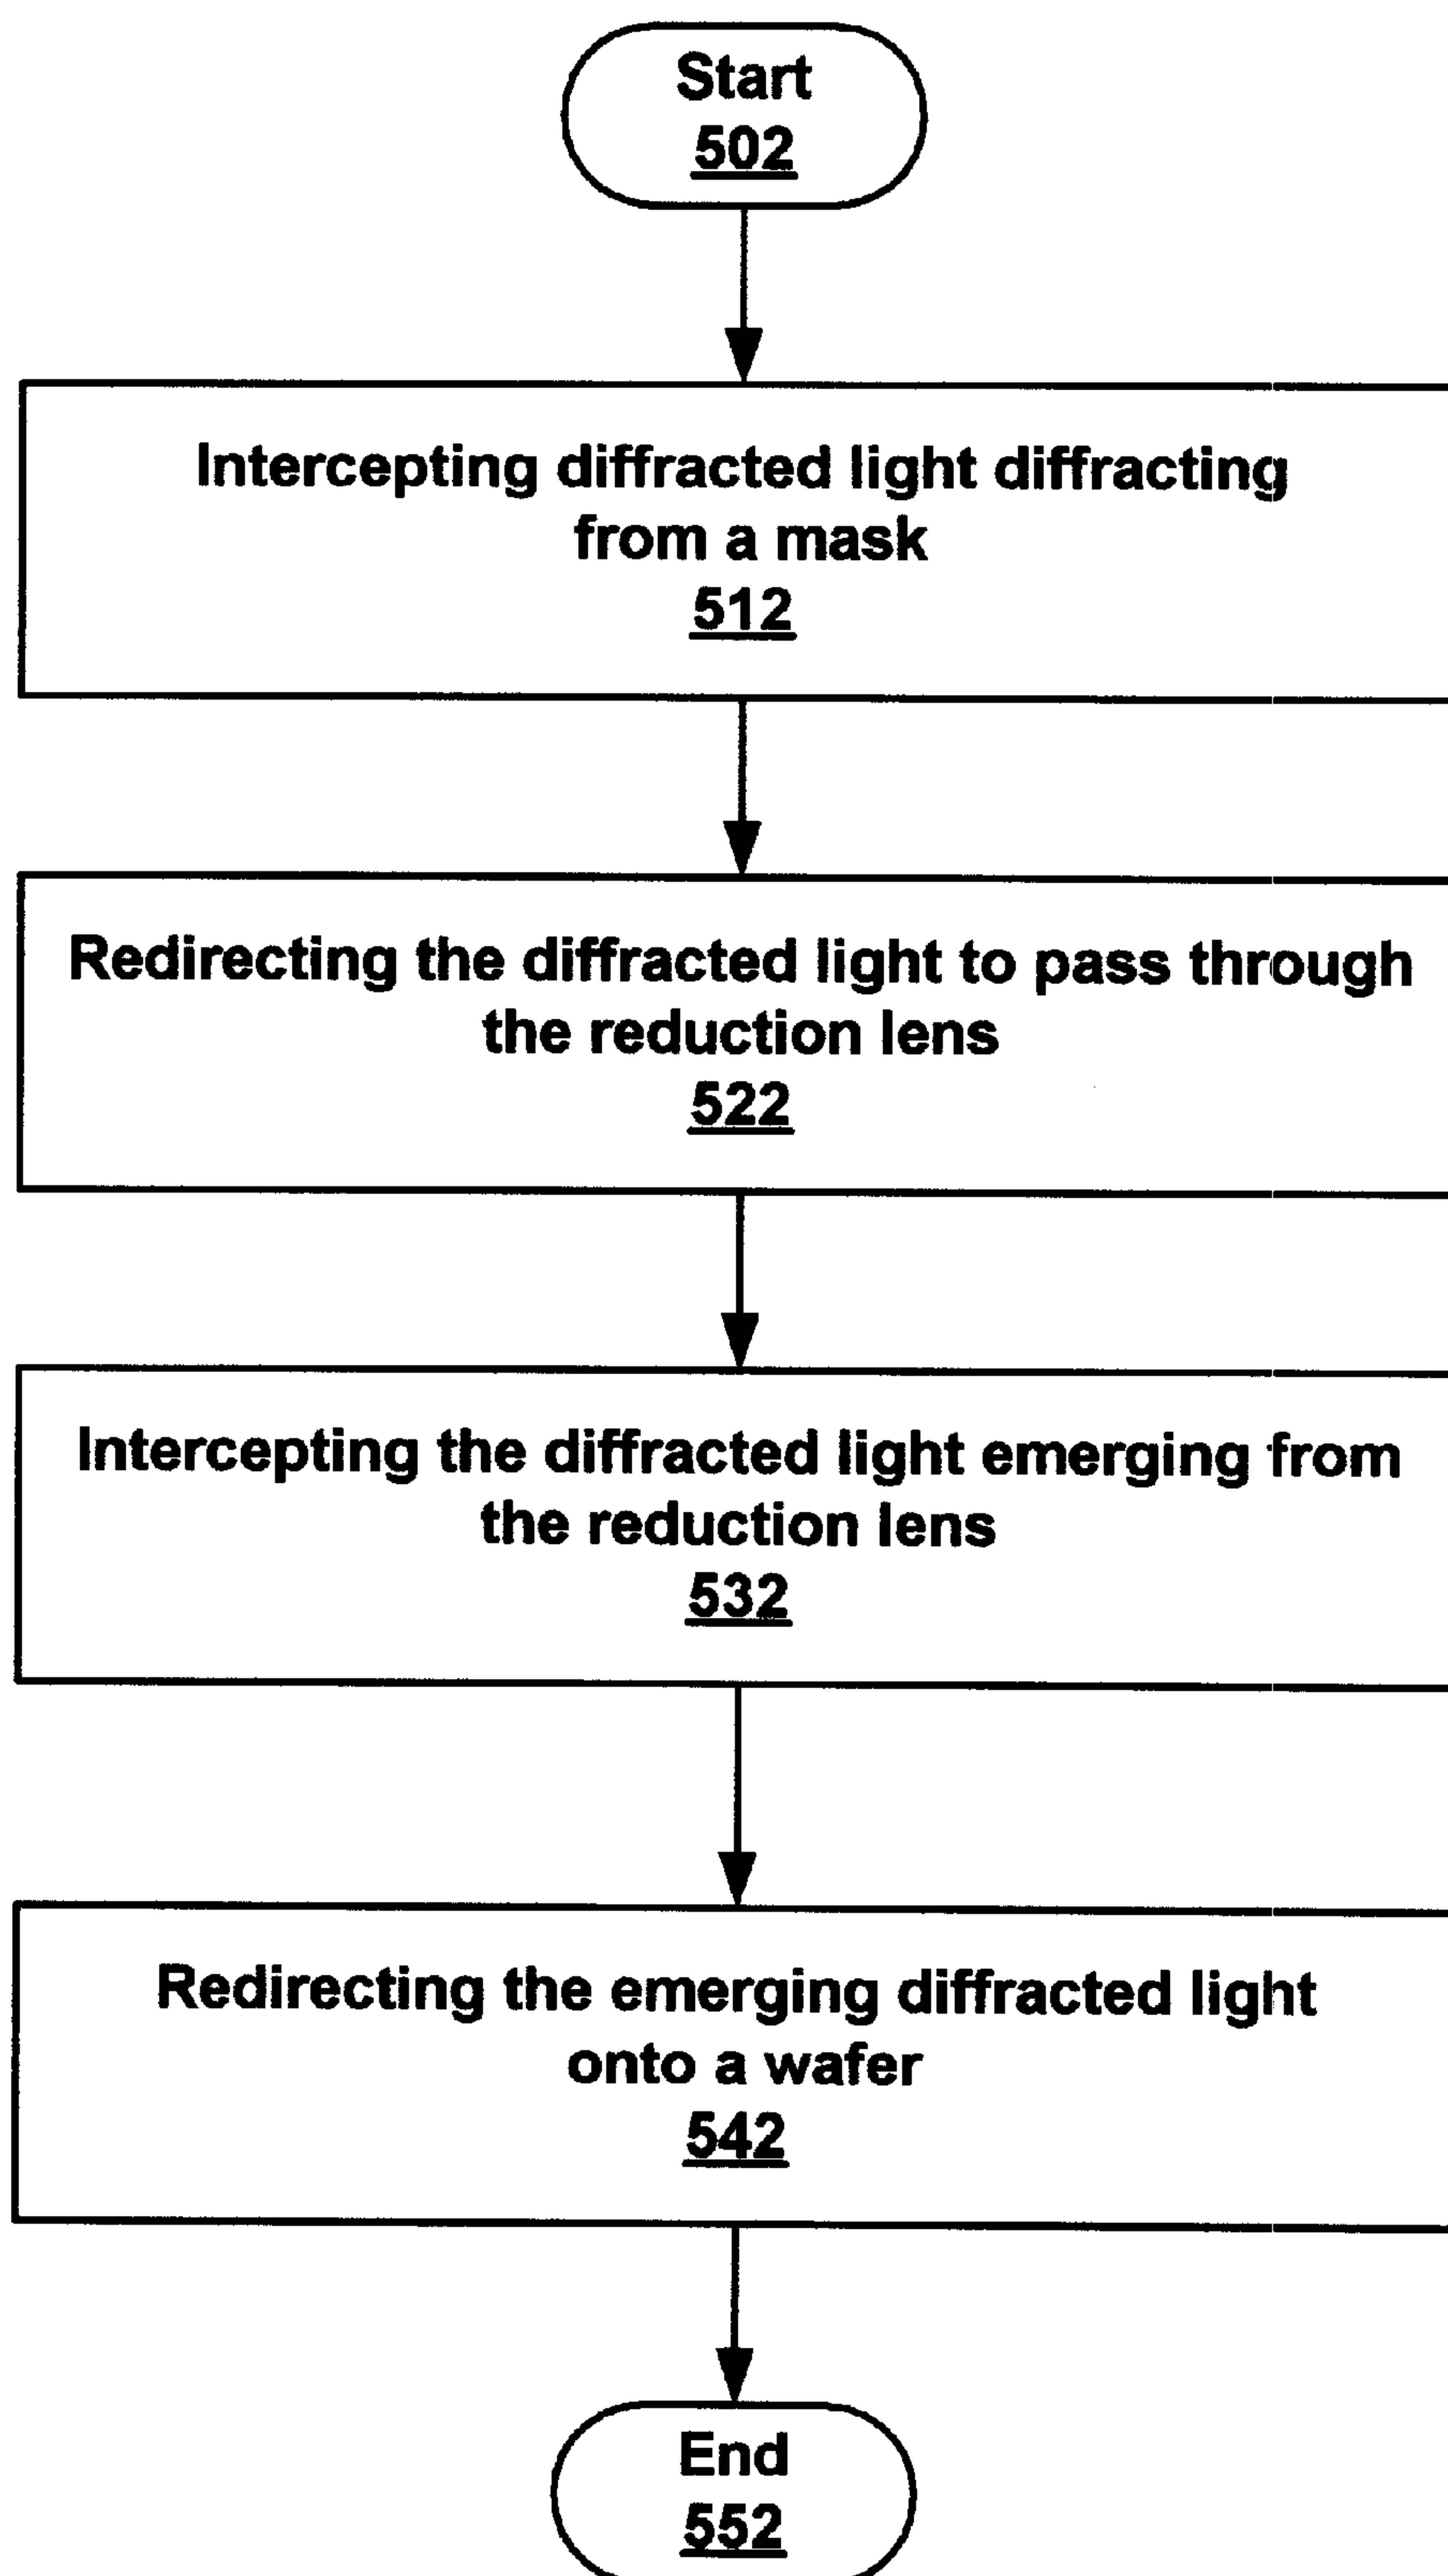 Start
502
Intercepting diffracted light diffracting
from a mask
512
Redirecting the diffracted light to pass through
the reduction lens
522
Intercepting the diffracted light emerging from
the reduction lens
532
Redirecting the emerging diffracted light
onto a wafer
542
End
552